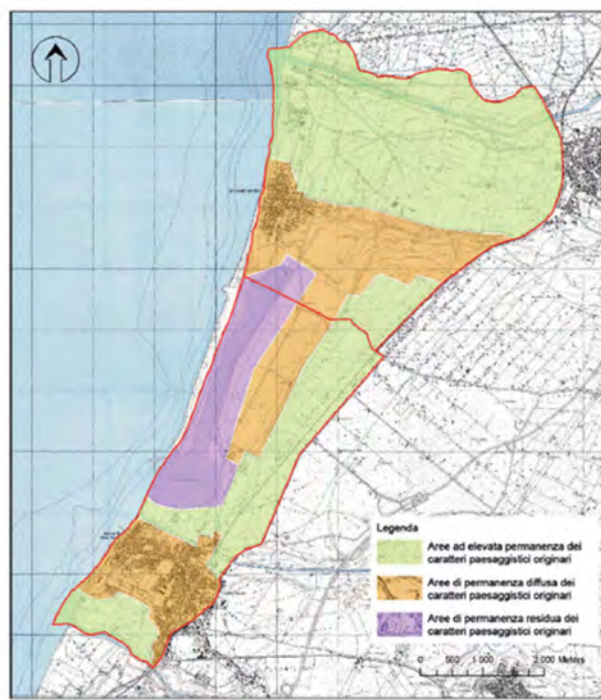 Legenda
Aree ad elevata permanenza dei
caratteri paesaggistici originari
Aree di permanenza diffusa dei
caratteri paesaggistici originari
Aree di permanenza residua dei
caratteri paesaggistici originari
0 500 1 000 2 000 Meters